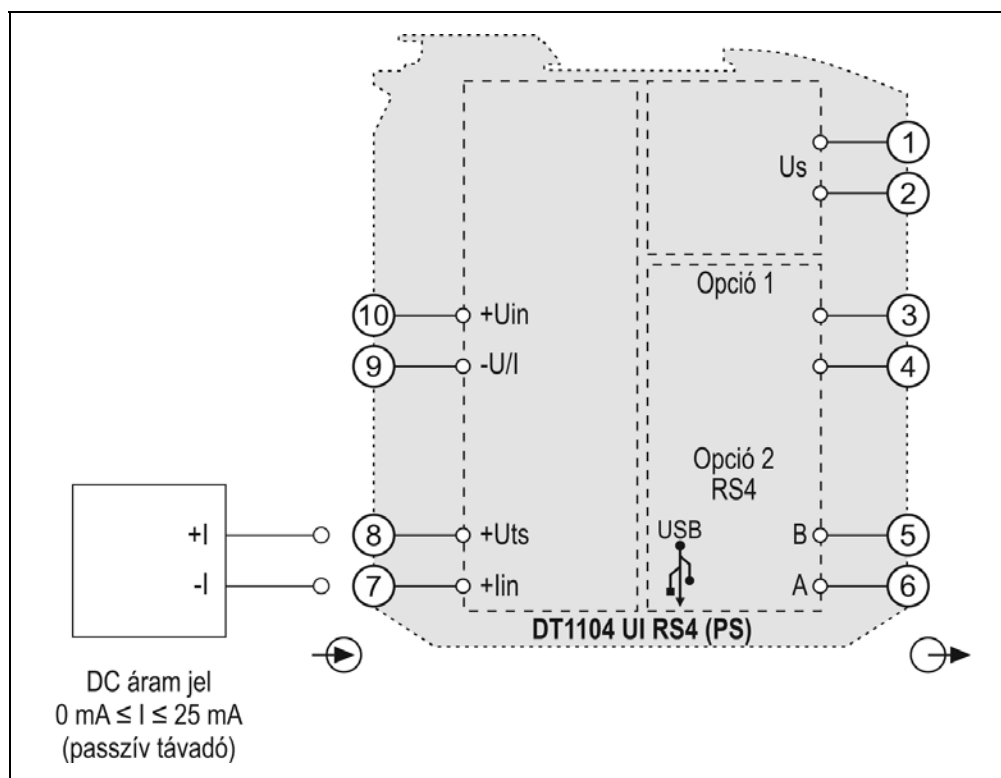 1
Us
2
Opció 1
10
+Uin
3
9
-U/I
4
Opció 2
RS4
+I
8
+Uts
USB
B
5
-I
7
+Iin
A
6
DT1104 UI RS4 (PS)
DC áram jel
0 mA ≤ I ≤ 25 mA
(passzív távadó)